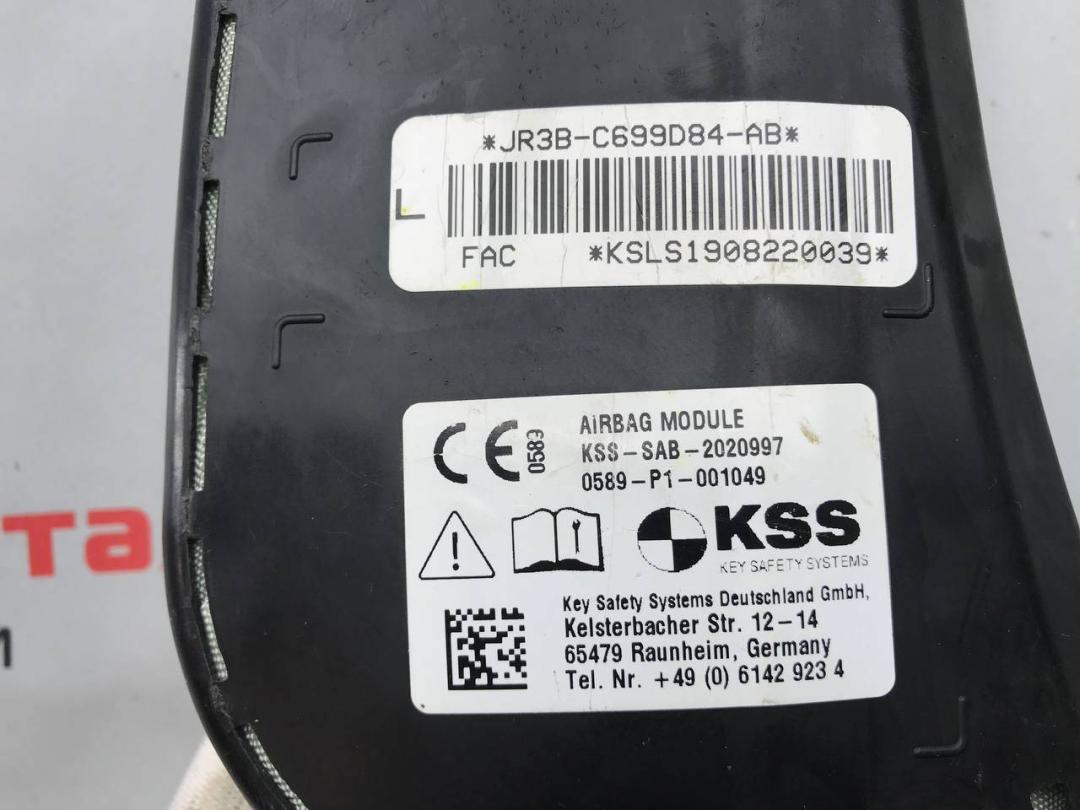 *JR3B-C699D84-AB*
L
FAC *KSLS1908220039*
CE 0589
AIRBAG MODULE
KSS-SAB-2020997
0589-P1-001049
KSS
KEY SAFETY SYSTEMS
Key Safety Systems Deutschland GmbH,
Kelsterbacher Str. 12-14
65479 Raunheim, Germany
Tel. Nr. +49 (0) 6142 923 4